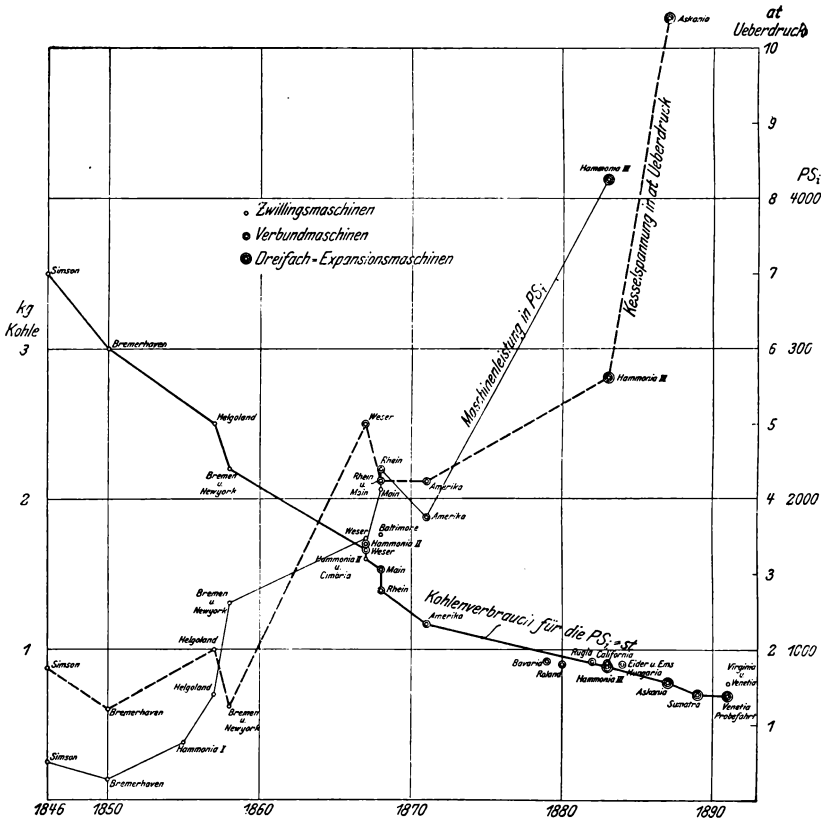 at
Ueberdruck
10
Askania
9
PSi
8 4000
Hammonia III
Kesselspannung in at Ueberdruck
Zwillingsmaschinen
Verbundmaschinen
Dreifach-Expansionsmaschinen
Simson
7
kg
Kohle
3
Bremerhaven
Maschinenleistung in PSi
6 300
Hammonia III
Helgoland
Weser
5
Bremen
u.
Newyork
Rhein
Rhein
u.
Main
Main
Amerika
2
4 2000
Amerika
Weser
Baltimore
Hammonia II
Weser
Hammonia II
u.
Cimbria
Main
3
Rhein
Bremen
u.
Newyork
Kohlenverbrauch für die PSi=st
Amerika
Helgoland
1
2 1000
Rugia
California
Bavaria
Eider u. Ems
Hungaria
Roland
Hammonia III
Virginia
u
Venetia
Simson
Helgoland
Askania
Sumatra
Venetia
Probefahrt
Bremerhaven
Bremen
u.
Newyork
1
Hammonia I
Simson
Bremerhaven
1846 1850 1860 1870 1880 1890